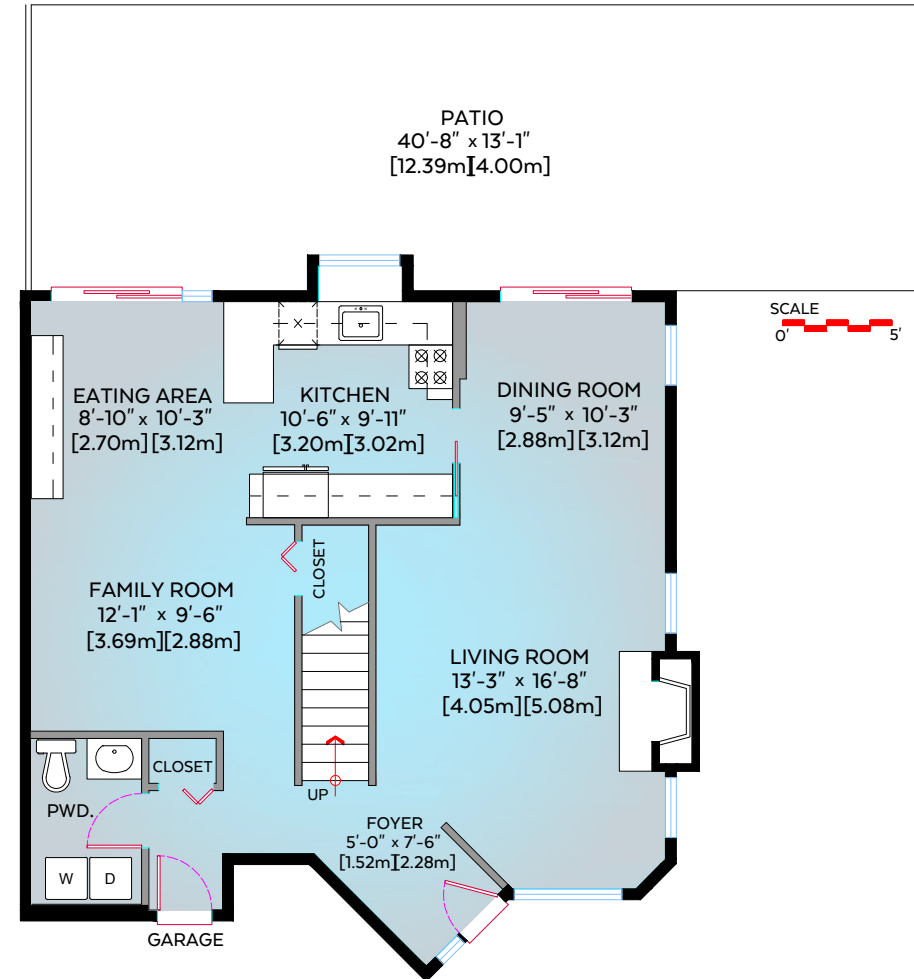 PATIO
40'-8" x 13'-1"
[12.39m][4.00m]
SCALE
0' 5'
EATING AREA
8'-10" x 10'-3"
[2.70m][3.12m]
KITCHEN
10'-6" x 9'-11"
[3.20m][3.02m]
DINING ROOM
9'-5" x 10'-3"
[2.88m][3.12m]
CLOSET
FAMILY ROOM
12'-1" x 9'-6"
[3.69m][2.88m]
LIVING ROOM
13'-3" x 16'-8"
[4.05m][5.08m]
CLOSET
UP
PWD.
FOYER
5'-0" x 7'-6"
[1.52m][2.28m]
W D
GARAGE